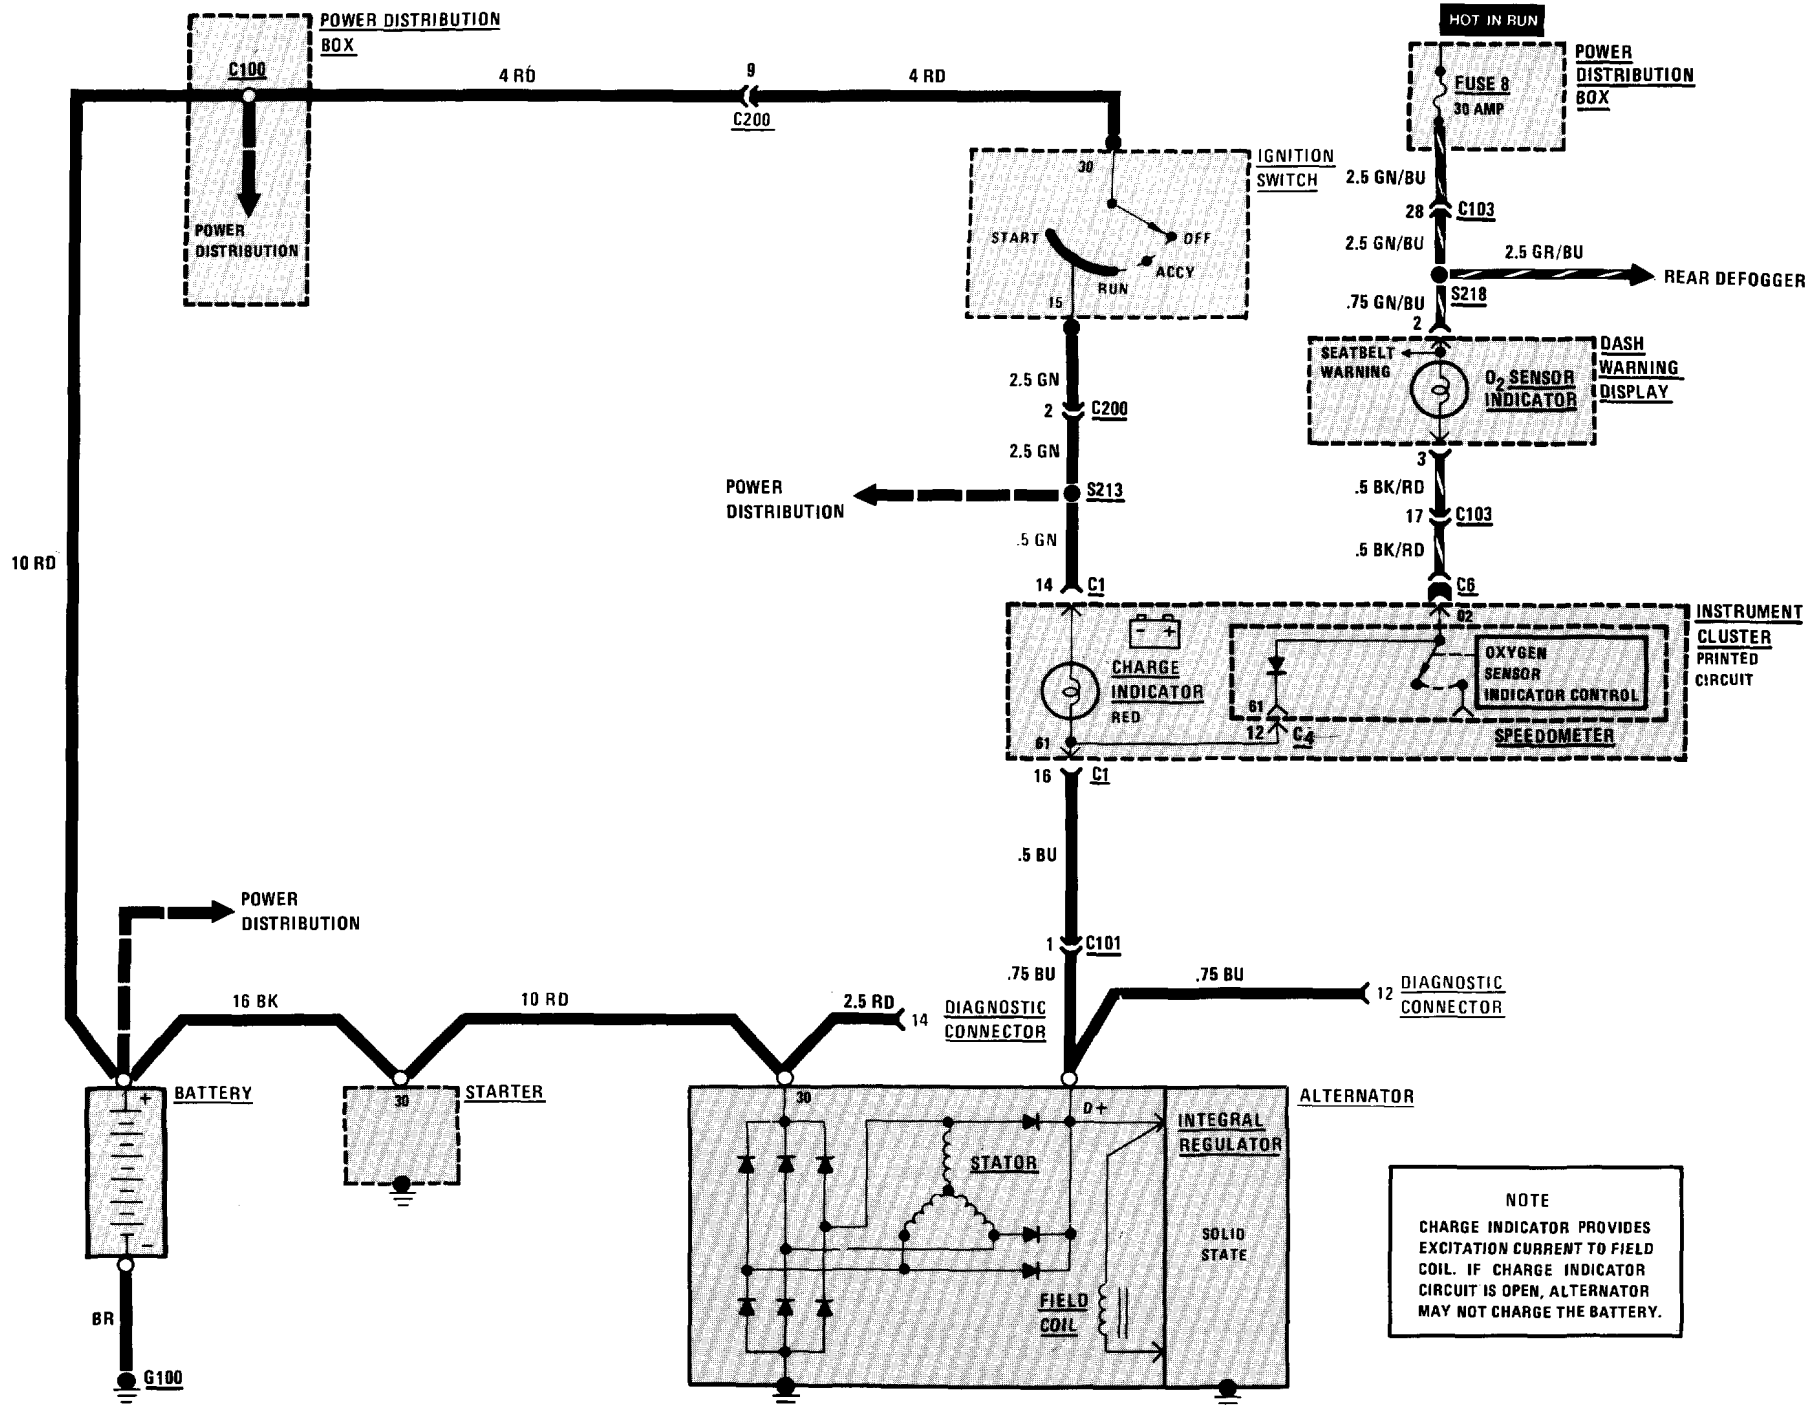 HOT IN RUN
POWER DISTRIBUTION
BOX
C100
4 RD
9
4 RD
C200
POWER
DISTRIBUTION
FUSE 8
30 AMP
POWER
DISTRIBUTION
BOX
IGNITION
SWITCH
30
START
OFF
ACCY
RUN
15
2.5 GN/BU
28
C103
2.5 GN/BU
2.5 GR/BU
REAR DEFOGGER
S218
.75 GN/BU
2
SEATBELT
WARNING
O2 SENSOR
INDICATOR
DASH
WARNING
DISPLAY
2.5 GN
2
C200
2.5 GN
3
.5 BK/RD
17
C103
.5 BK/RD
POWER
DISTRIBUTION
S213
.5 GN
10 RD
14
C1
C6
02
INSTRUMENT
CLUSTER
PRINTED
CIRCUIT
- +
CHARGE
INDICATOR
RED
OXYGEN
SENSOR
INDICATOR CONTROL
61
12
C4
SPEEDOMETER
61
16
C1
.5 BU
POWER
DISTRIBUTION
1
C101
.75 BU
.75 BU
12
DIAGNOSTIC
CONNECTOR
16 BK
10 RD
2.5 RD
14
DIAGNOSTIC
CONNECTOR
+
BATTERY
30
STARTER
30
D+
ALTERNATOR
INTEGRAL
REGULATOR
STATOR
SOLID
STATE
FIELD
COIL
-
BR
G100
NOTE
CHARGE INDICATOR PROVIDES
EXCITATION CURRENT TO FIELD
COIL. IF CHARGE INDICATOR
CIRCUIT IS OPEN, ALTERNATOR
MAY NOT CHARGE THE BATTERY.